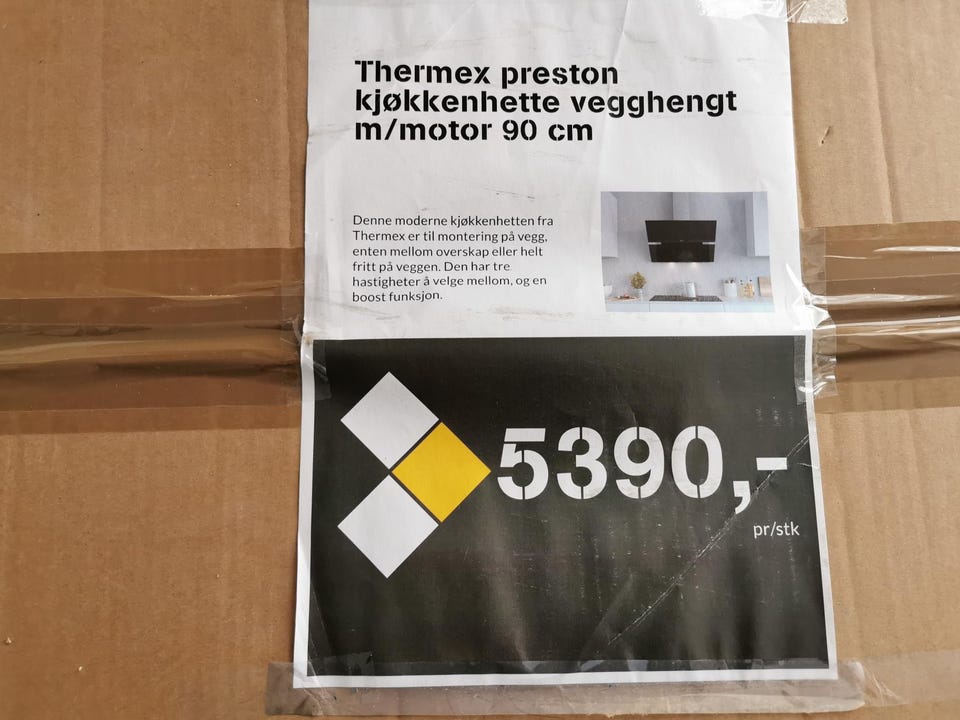 Thermex preston
kjøkkenhette vegghengt
m/motor 90 cm
Denne moderne kjøkkenhetten fra
Thermex er til montering på vegg,
enten mellom overskap eller helt
fritt på veggen. Den har tre
hastigheter å velge mellom, og en
boost funksjon.
5390,-
pr/stk